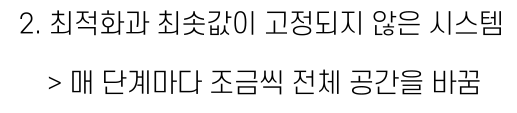 2. 최적화과 최솟값이 고정되지 않은 시스템
> 매 단계마다 조금씩 전체 공간을 바꿈